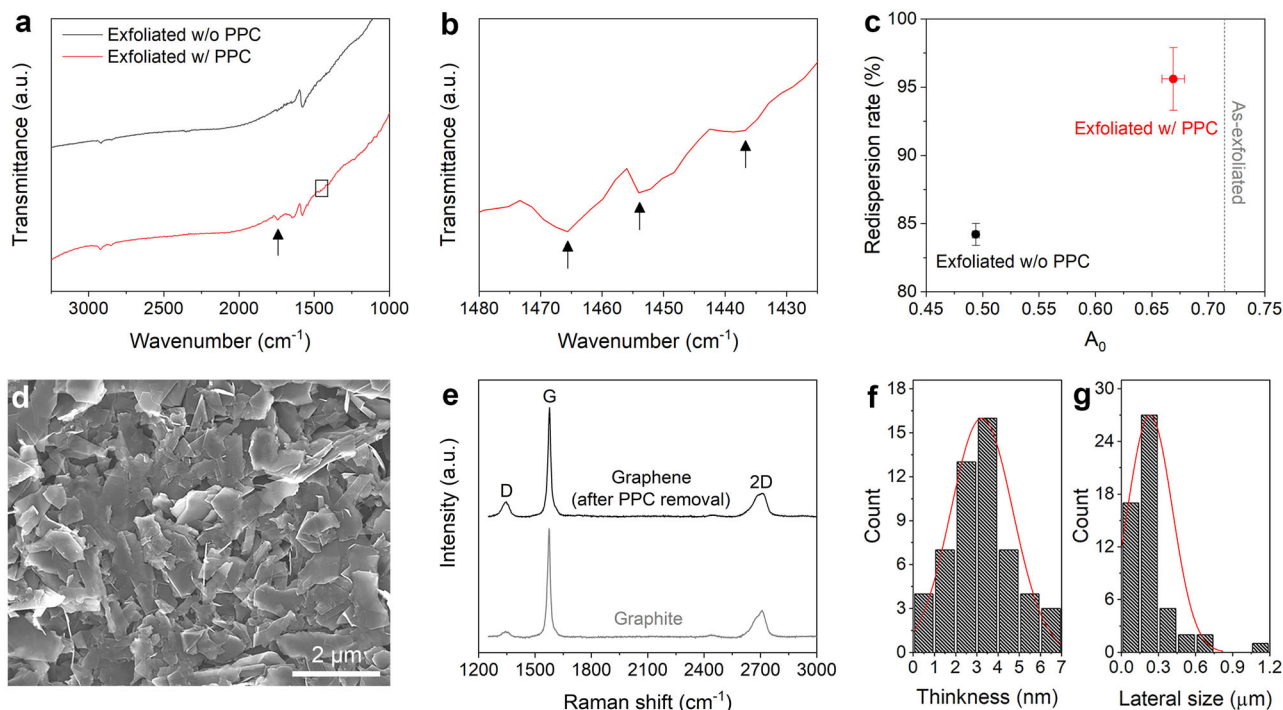 a
Exfoliated w/o PPC
Exfoliated w/ PPC
Transmittance (a.u.)
3000 2500 2000 1500 1000
Wavenumber (cm⁻¹)
b
Transmittance (a.u.)
1480 1470 1460 1450 1440 1430
Wavenumber (cm⁻¹)
c
Redispersion rate (%)
100
95
90
85
80
Exfoliated w/ PPC
As-exfoliated
Exfoliated w/o PPC
0.45 0.50 0.55 0.60 0.65 0.70 0.75
A₀
d
2 μm
e
Intensity (a.u.)
G
D
Graphene
(after PPC removal)
2D
Graphite
1200 1500 1800 2100 2400 2700 3000
Raman shift (cm⁻¹)
f
Count
18
15
12
9
6
3
0
0 1 2 3 4 5 6 7
Thinkness (nm)
g
Count
30
24
18
12
6
0
0.0 0.3 0.6 0.9 1.2
Lateral size (μm)